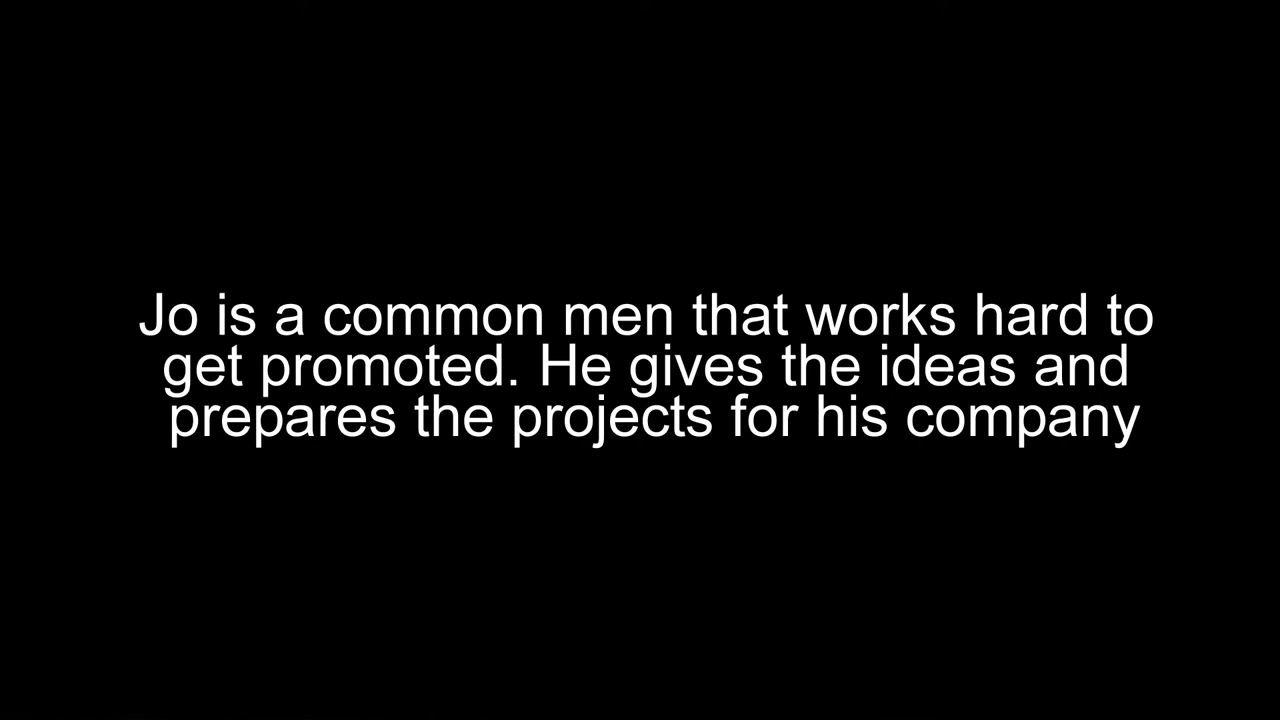 Jo is a common men that works hard to
get promoted. He gives the ideas and
prepares the projects for his company